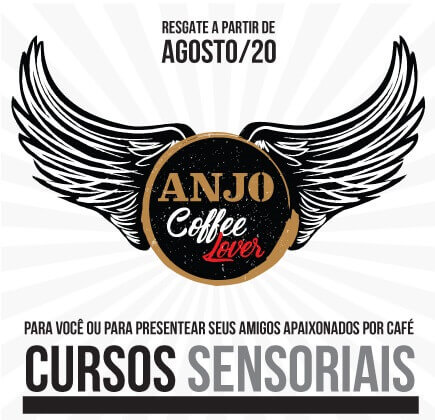 RESGATE A PARTIR DE
AGOSTO/20
ANJO
Coffee
Lover
PARA VOCÊ OU PARA PRESENTEAR SEUS AMIGOS APAIXONADOS POR CAFÉ
CURSOS SENSORIAIS